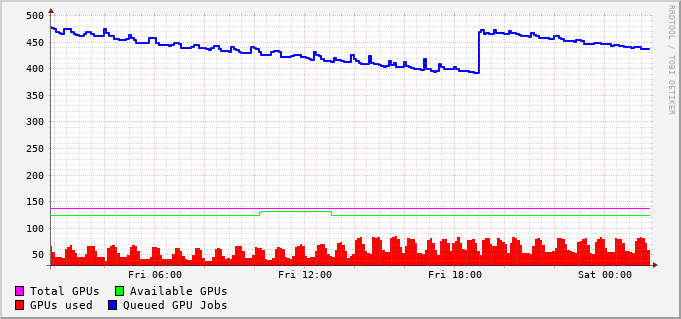 500
450
400
350
300
250
200
150
100
50
Fri 06:00 Fri 12:00 Fri 18:00 Sat 00:00
Total GPUs Available GPUs
GPUs used Queued GPU Jobs
RRDTOOL / TOBI OETIKER